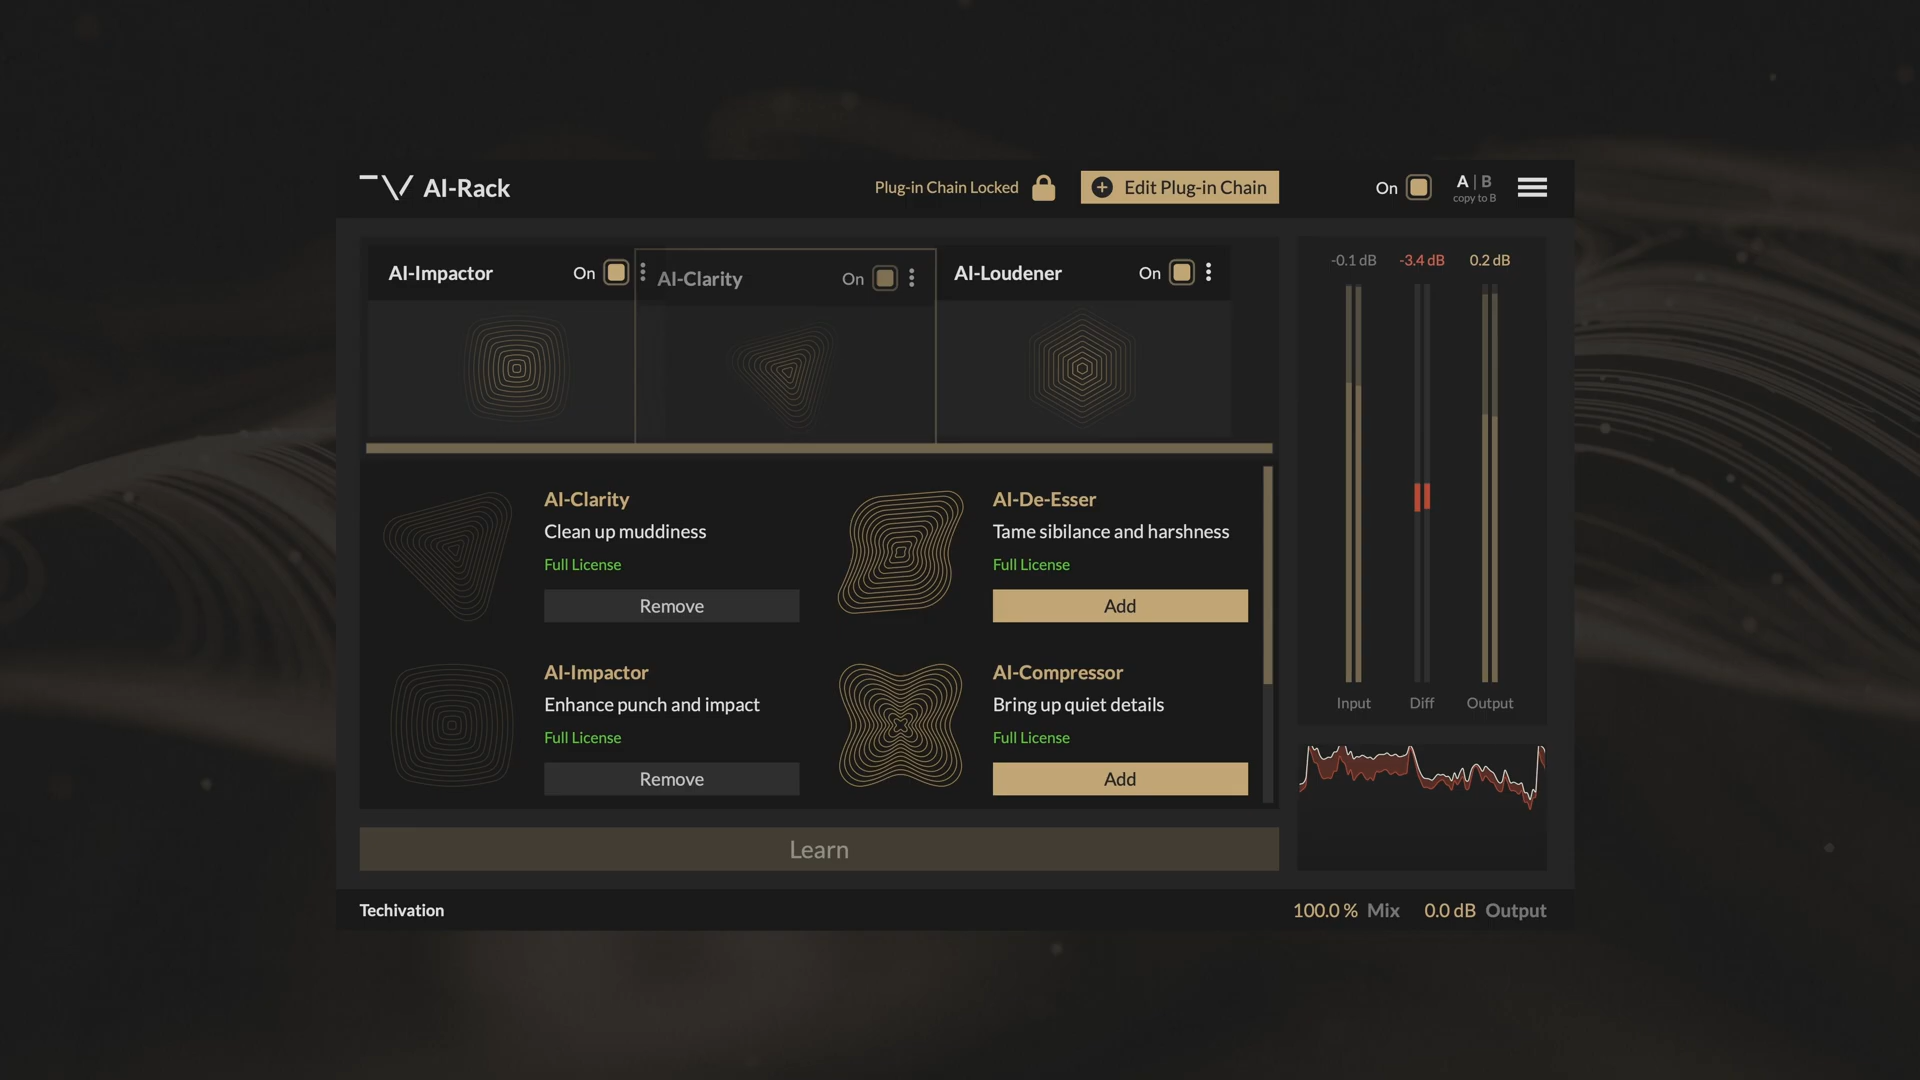 AI-Rack
Plug-in Chain Locked
Edit Plug-in Chain
On
A | B
copy to B
AI-Impactor
On
AI-Clarity
On
AI-Loudener
On
-0.1 dB
-3.4 dB
0.2 dB
AI-Clarity
Clean up muddiness
Full License
Remove
AI-De-Esser
Tame sibilance and harshness
Full License
Add
AI-Impactor
Enhance punch and impact
Full License
Remove
AI-Compressor
Bring up quiet details
Full License
Add
Input
Diff
Output
Learn
Techivation
100.0 % Mix
0.0 dB Output